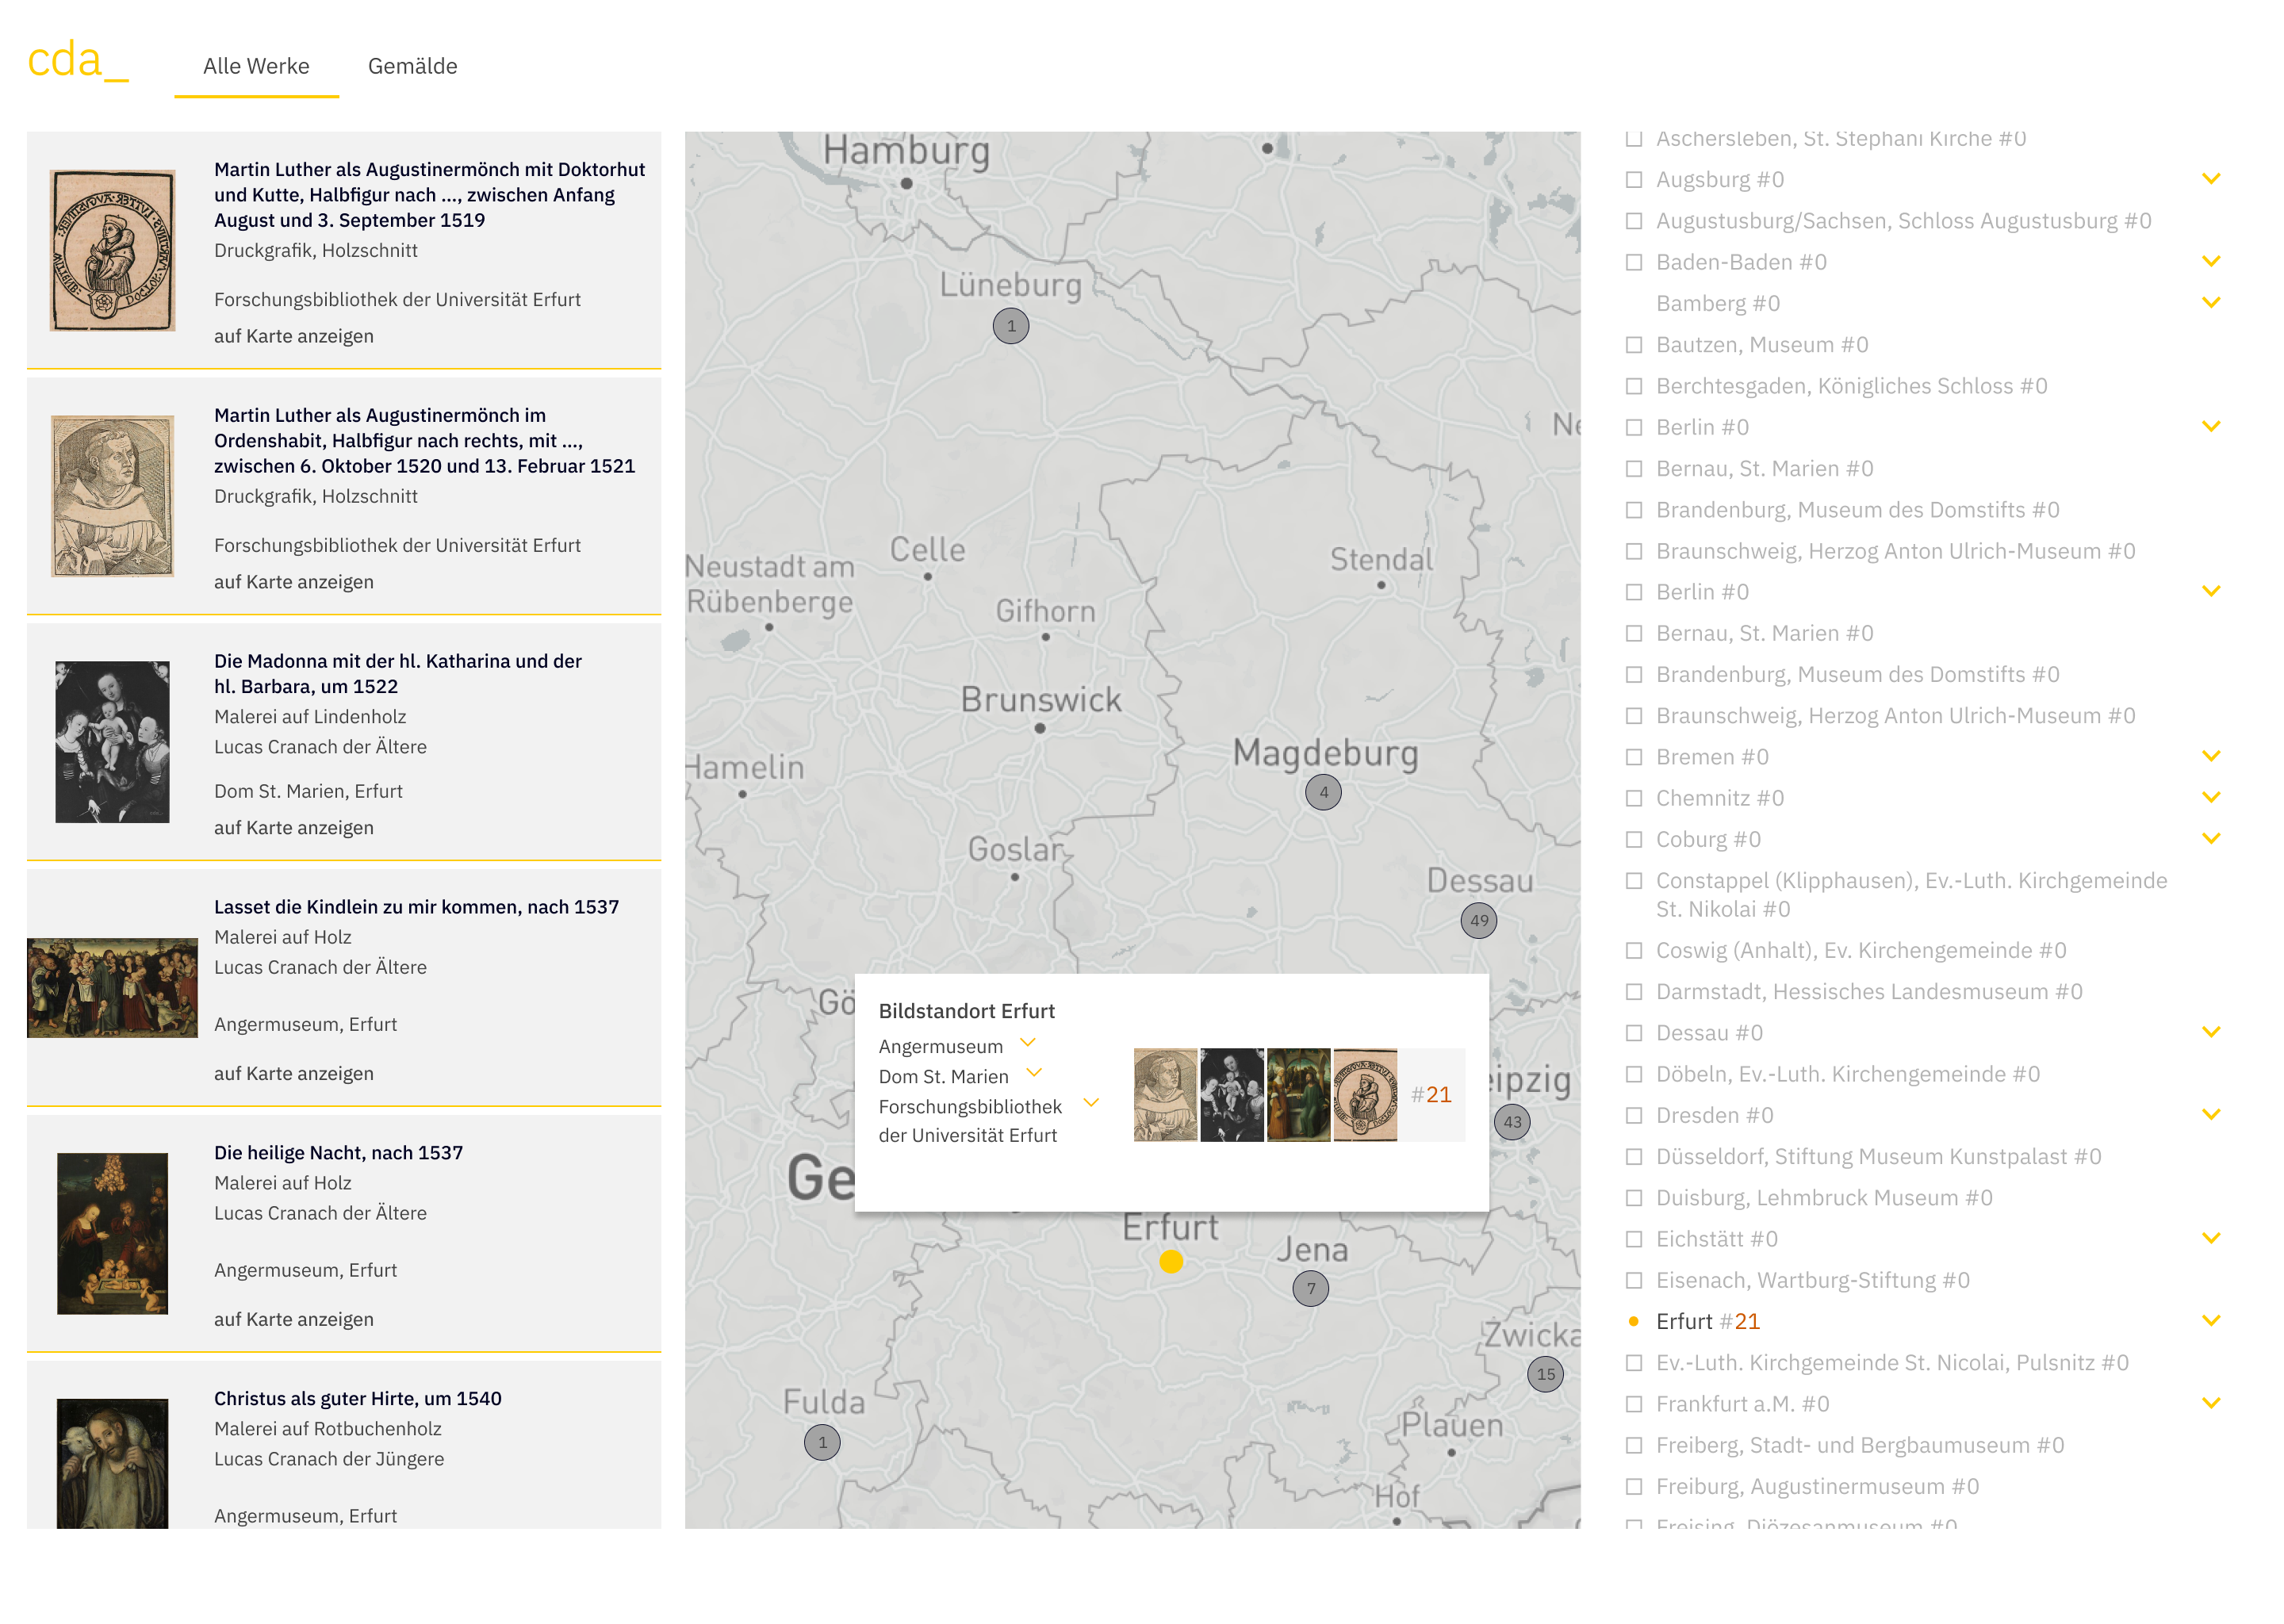 cda_
Alle Werke
Gemälde
Martin Luther als Augustinermönch mit Doktorhut
und Kutte, Halbfigur nach ..., zwischen Anfang
August und 3. September 1519
Druckgrafik, Holzschnitt
Forschungsbibliothek der Universität Erfurt
auf Karte anzeigen
Martin Luther als Augustinermönch im
Ordenshabit, Halbfigur nach rechts, mit ...,
zwischen 6. Oktober 1520 und 13. Februar 1521
Druckgrafik, Holzschnitt
Forschungsbibliothek der Universität Erfurt
auf Karte anzeigen
Die Madonna mit der hl. Katharina und der
hl. Barbara, um 1522
Malerei auf Lindenholz
Lucas Cranach der Ältere
Dom St. Marien, Erfurt
auf Karte anzeigen
Lasset die Kindlein zu mir kommen, nach 1537
Malerei auf Holz
Lucas Cranach der Ältere
Angermuseum, Erfurt
auf Karte anzeigen
Die heilige Nacht, nach 1537
Malerei auf Holz
Lucas Cranach der Ältere
Angermuseum, Erfurt
auf Karte anzeigen
Christus als guter Hirte, um 1540
Malerei auf Rotbuchenholz
Lucas Cranach der Jüngere
Angermuseum, Erfurt
Hamburg
Lüneburg
1
Ne
Celle
Stendal
Neustadt am
Rübenberge
Gifhorn
Brunswick
Magdeburg
4
Hamelin
Goslar
Dessau
49
Gö
Bildstandort Erfurt
Angermuseum
Dom St. Marien
Forschungsbibliothek
der Universität Erfurt
#21
eipzig
43
Ge
Erfurt
Jena
7
Zwicka
15
Fulda
1
Plauen
Hof
Aschersleben, St. Stephani Kirche #0
Augsburg #0
Augustusburg/Sachsen, Schloss Augustusburg #0
Baden-Baden #0
Bamberg #0
Bautzen, Museum #0
Berchtesgaden, Königliches Schloss #0
Berlin #0
Bernau, St. Marien #0
Brandenburg, Museum des Domstifts #0
Braunschweig, Herzog Anton Ulrich-Museum #0
Berlin #0
Bernau, St. Marien #0
Brandenburg, Museum des Domstifts #0
Braunschweig, Herzog Anton Ulrich-Museum #0
Bremen #0
Chemnitz #0
Coburg #0
Constappel (Klipphausen), Ev.-Luth. Kirchgemeinde
St. Nikolai #0
Coswig (Anhalt), Ev. Kirchengemeinde #0
Darmstadt, Hessisches Landesmuseum #0
Dessau #0
Döbeln, Ev.-Luth. Kirchengemeinde #0
Dresden #0
Düsseldorf, Stiftung Museum Kunstpalast #0
Duisburg, Lehmbruck Museum #0
Eichstätt #0
Eisenach, Wartburg-Stiftung #0
Erfurt #21
Ev.-Luth. Kirchgemeinde St. Nicolai, Pulsnitz #0
Frankfurt a.M. #0
Freiberg, Stadt- und Bergbaumuseum #0
Freiburg, Augustinermuseum #0
Freising, Diözesanmuseum #0